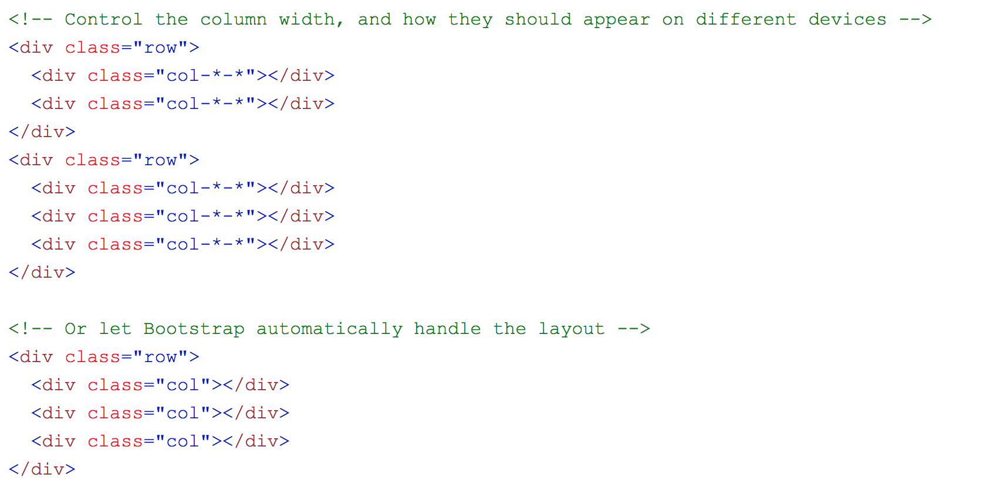 <!-- Control the column width, and how they should appear on different devices -->
<div class="row">
  <div class="col-*-*"></div>
  <div class="col-*-*"></div>
</div>
<div class="row">
  <div class="col-*-*"></div>
  <div class="col-*-*"></div>
  <div class="col-*-*"></div>
</div>

<!-- Or let Bootstrap automatically handle the layout -->
<div class="row">
  <div class="col"></div>
  <div class="col"></div>
  <div class="col"></div>
</div>